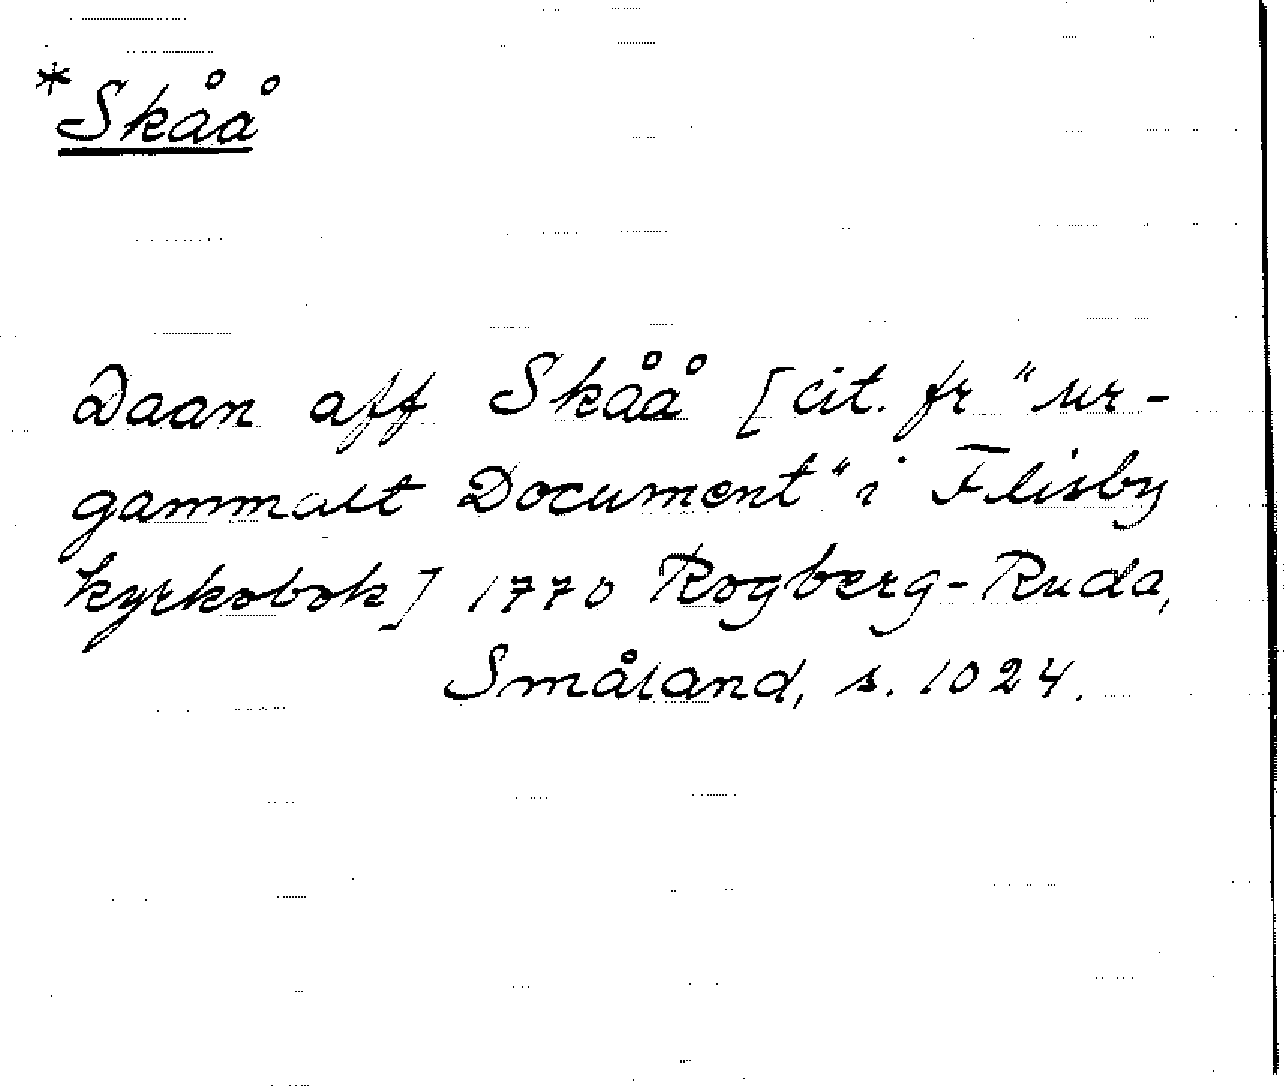 *Skåå
Daan aff Skåå [cit. fr "ur-
gammalt Document" i Flisby
kyrkobok] 1770 Rogberg-Ruda,
Småland, s. 1024.